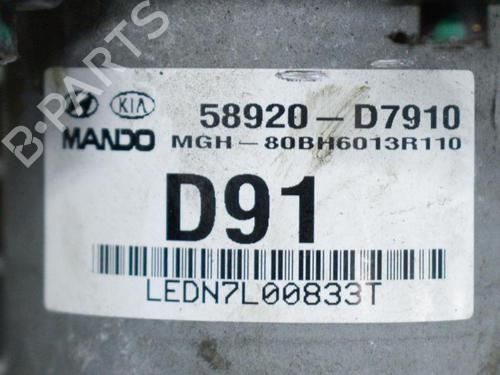 KIA 58920 - D7910
MANDO MGH - 80BH6013R110
D91
LEDN7L00833T
B-PARTS